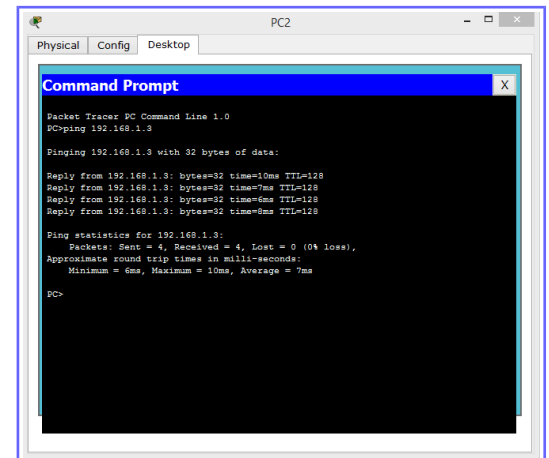 PC2
Physical Config Desktop
Command Prompt
X
Packet Tracer PC Command Line 1.0
PC>ping 192.168.1.3
Pinging 192.168.1.3 with 32 bytes of data:
Reply from 192.168.1.3: bytes=32 time=10ms TTL=128
Reply from 192.168.1.3: bytes=32 time=7ms TTL=128
Reply from 192.168.1.3: bytes=32 time=6ms TTL=128
Reply from 192.168.1.3: bytes=32 time=8ms TTL=128
Ping statistics for 192.168.1.3:
Packets: Sent = 4, Received = 4, Lost = 0 (0% loss),
Approximate round trip times in milli-seconds:
Minimum = 6ms, Maximum = 10ms, Average = 7ms
PC>